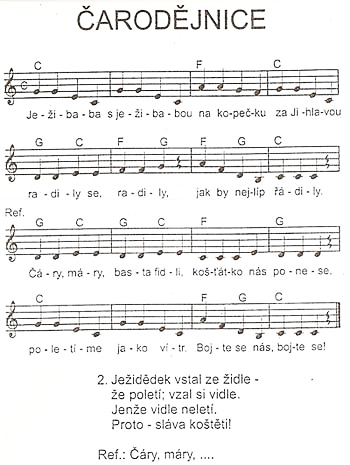 ČARODĚJNICE
C F C
Je - ži - ba - ba s je - ži - ba - bou na ko - peč - ku za Ji - hla - vou
G C F G C G C
ra - di - ly se, ra - di - ly, jak by nej - líp řá - di - ly.
Ref.
G C G C F G
Čá - ry, má - ry, bas - ta fid - li, koš - ťát - ko nás po - ne - se.
C F G C
po - le - tí - me ja - ko ví - tr. Boj - te se nás, boj - te se!
2. Ježidědek vstal ze židle -
že poletí; vzal si vidle.
Jenže vidle neletí.
Proto - sláva koštěti!
Ref.: Čáry, máry, ....